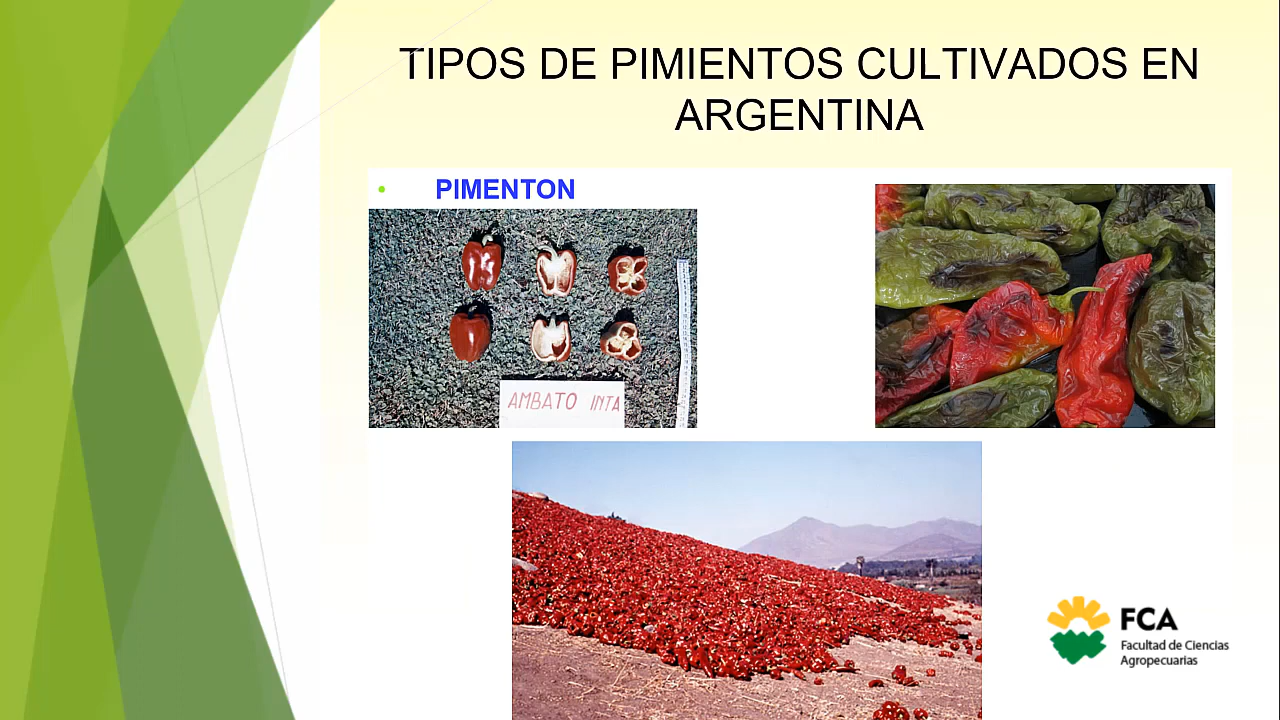 TIPOS DE PIMIENTOS CULTIVADOS EN
ARGENTINA
• PIMENTON
AMBATO INTA
FCA
Facultad de Ciencias
Agropecuarias